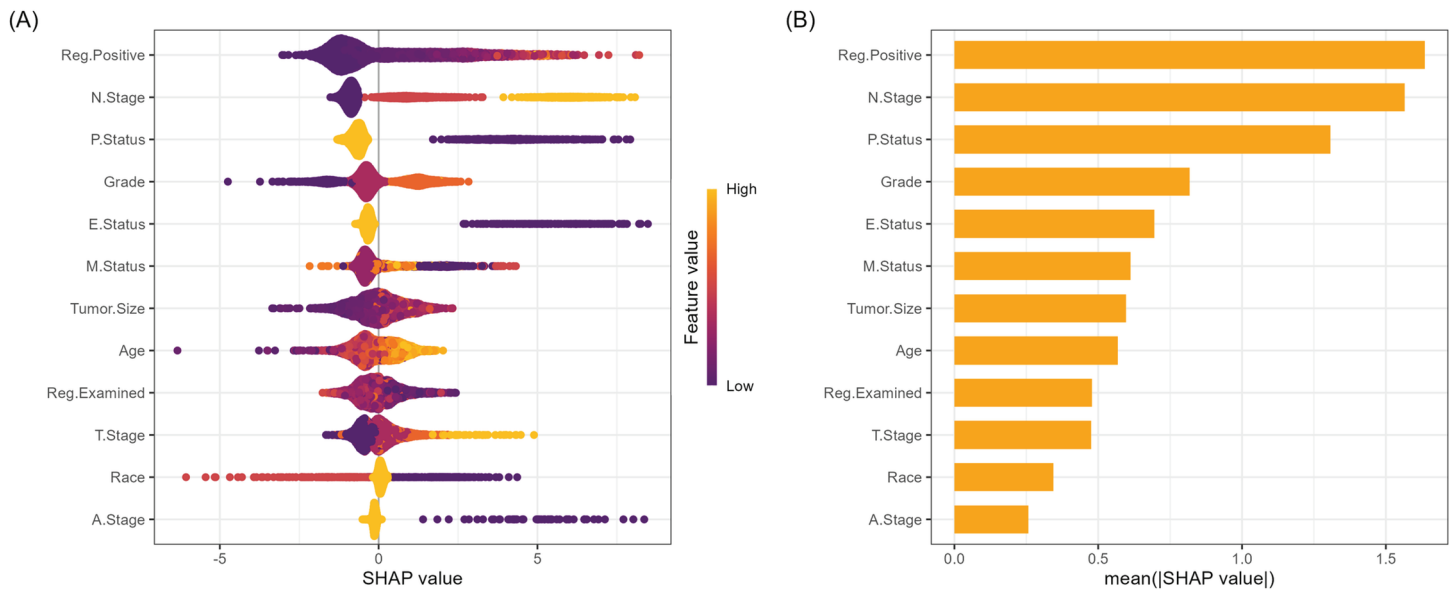 (A)
Reg.Positive
N.Stage
P.Status
Grade
E.Status
M.Status
Tumor.Size
Age
Reg.Examined
T.Stage
Race
A.Stage
-5
0
5
SHAP value
Feature value
High
Low
(B)
Reg.Positive
N.Stage
P.Status
Grade
E.Status
M.Status
Tumor.Size
Age
Reg.Examined
T.Stage
Race
A.Stage
0.0
0.5
1.0
1.5
mean(|SHAP value|)